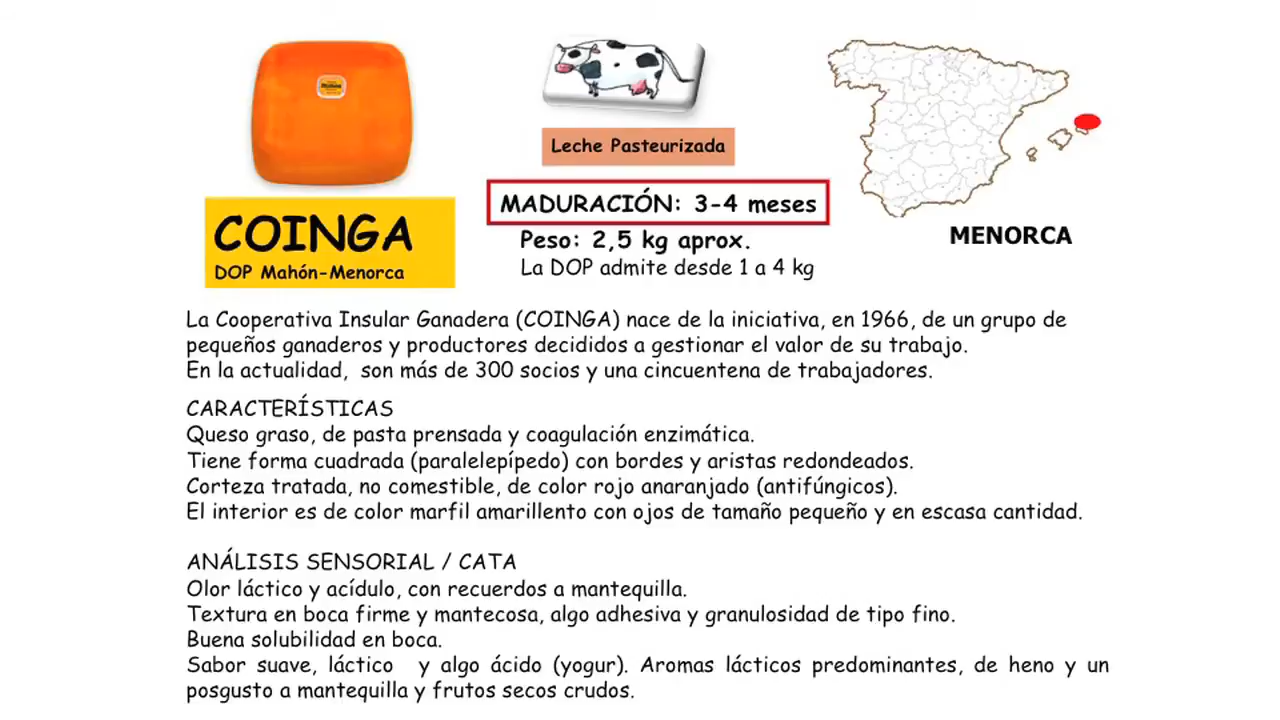 Leche Pasteurizada
MADURACIÓN: 3-4 meses
COINGA
DOP Mahón-Menorca
Peso: 2,5 kg aprox.
La DOP admite desde 1 a 4 kg
MENORCA
La Cooperativa Insular Ganadera (COINGA) nace de la iniciativa, en 1966, de un grupo de
pequeños ganaderos y productores decididos a gestionar el valor de su trabajo.
En la actualidad, son más de 300 socios y una cincuentena de trabajadores.
CARACTERÍSTICAS
Queso graso, de pasta prensada y coagulación enzimática.
Tiene forma cuadrada (paralelepípedo) con bordes y aristas redondeados.
Corteza tratada, no comestible, de color rojo anaranjado (antifúngicos).
El interior es de color marfil amarillento con ojos de tamaño pequeño y en escasa cantidad.
ANÁLISIS SENSORIAL / CATA
Olor láctico y acídulo, con recuerdos a mantequilla.
Textura en boca firme y mantecosa, algo adhesiva y granulosidad de tipo fino.
Buena solubilidad en boca.
Sabor suave, láctico y algo ácido (yogur). Aromas lácticos predominantes, de heno y un
posgusto a mantequilla y frutos secos crudos.